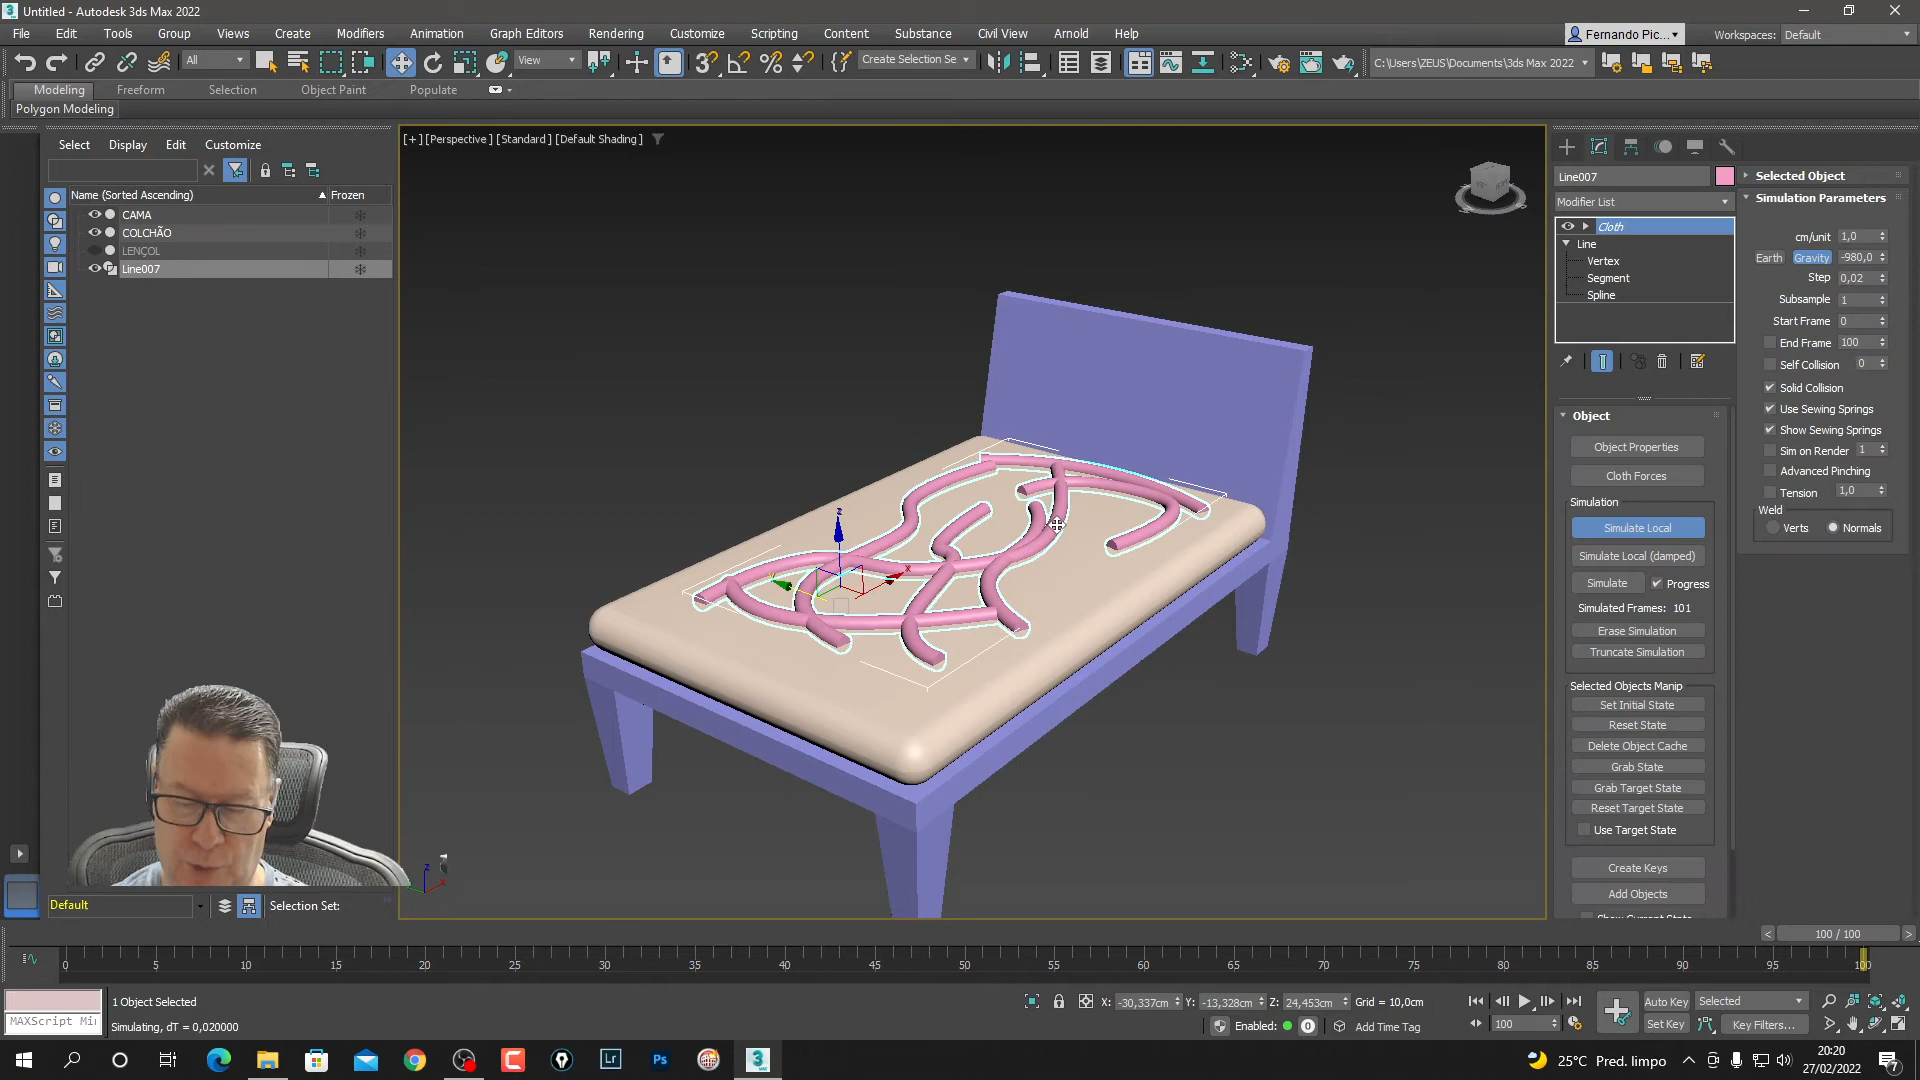 Untitled - Autodesk 3ds Max 2022
File Edit Tools Group Views Create Modifiers Animation Graph Editors Rendering Customize Scripting Content Substance Civil View Arnold Help
Fernando Pic... Workspaces: Default
All View Create Selection Se C:\Users\ZEUS\Documents\3ds Max 2022
Modeling Freeform Selection Object Paint Populate
Polygon Modeling
Select Display Edit Customize
[+] [Perspective] [Standard] [Default Shading]
Name (Sorted Ascending) Frozen
CAMA
COLCHÃO
LENÇOL
Line007
Line007
Modifier List
Cloth
Line
Vertex
Segment
Spline
Object
Object Properties
Cloth Forces
Simulation
Simulate Local
Simulate Local (damped)
Simulate Progress
Simulated Frames: 101
Erase Simulation
Truncate Simulation
Selected Objects Manip
Set Initial State
Reset State
Delete Object Cache
Grab State
Grab Target State
Reset Target State
Use Target State
Create Keys
Add Objects
Selected Object
Simulation Parameters
cm/unit 1,0
Earth Gravity -980,0
Step 0,02
Subsample 1
Start Frame 0
End Frame 100
Self Collision 0
Solid Collision
Use Sewing Springs
Show Sewing Springs
Sim on Render 1
Advanced Pinching
Tension 1,0
Weld
Verts Normals
z
x
y
Default
Selection Set:
< 100 / 100 >
0 5 10 15 20 25 30 35 40 45 50 55 60 65 70 75 80 85 90 95 100
1 Object Selected
MAXScript Mi
Simulating, dT = 0,020000
X: -30,337cm Y: -13,328cm Z: 24,453cm Grid = 10,0cm
Enabled: 0 Add Time Tag
100
Auto Key Selected
Set Key Key Filters...
Lr Ps 3
25°C Pred. limpo
20:20
27/02/2022
7